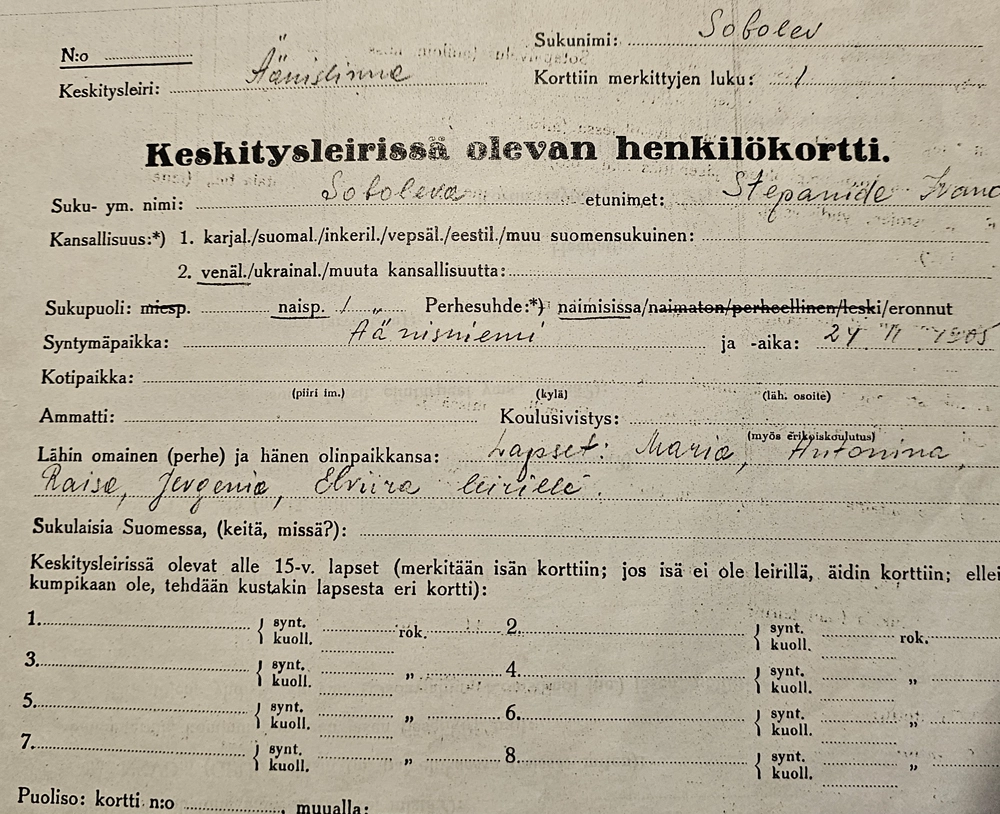 N:o
Sukunimi: Sobolev
Keskitysleiri: Äänislinna
Korttiin merkittyjen luku: 1
Keskitysleirissä olevan henkilökortti.
Suku- ym. nimi: Soboleva etunimet: Stepanide Ivano
Kansallisuus:*) 1. karjal./suomal./inkeril./vepsäl./eestil./muu suomensukuinen:
2. venäl./ukrainal./muuta kansallisuutta:
Sukupuoli: miesp. naisp. 1 „ Perhesuhde:*) naimisissa/naimaton/perheellinen/leski/eronnut
Syntymäpaikka: Äänisniemi ja -aika: 24 1905
Kotipaikka:
(piiri im.) (kylä) (läh. osoite)
Ammatti: Koulusivistys:
(myös erikoiskoulutus)
Lähin omainen (perhe) ja hänen olinpaikkansa: Lapset: Maria, Antonina,
Raisa, Jevgenia, Elviira leirillä.
Sukulaisia Suomessa, (keitä, missä?):
Keskitysleirissä olevat alle 15-v. lapset (merkitään isän korttiin; jos isä ei ole leirillä, äidin korttiin; ellei
kumpikaan ole, tehdään kustakin lapsesta eri kortti):
1. { synt. kuoll. rok. 2. { synt. kuoll. rok.
3. { synt. kuoll. „ 4. { synt. kuoll. „
5. { synt. kuoll. „ 6. { synt. kuoll. „
7. { synt. kuoll. „ 8. { synt. kuoll. „
Puoliso: kortti n:o , muualla: